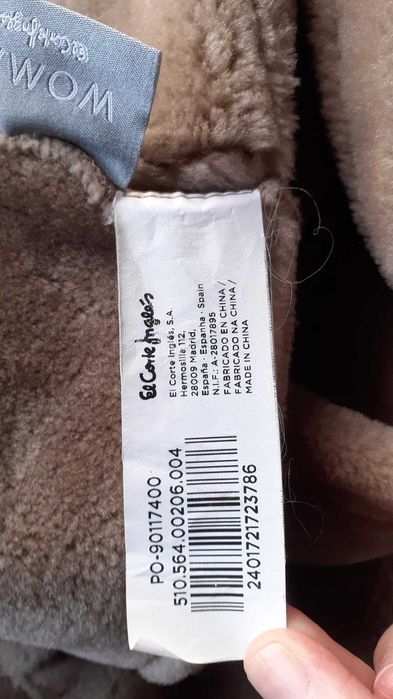 WOM
El Corte Inglés
El Corte Inglés
El Corte Inglés, S.A.
Hermosilla 112,
28009 Madrid.
España · Espanha · Spain
N.I.F.: A-28017895
FABRICADO EN CHINA /
FABRICADO NA CHINA /
MADE IN CHINA
PO-90117400
510.564.00206.004
2401721723786